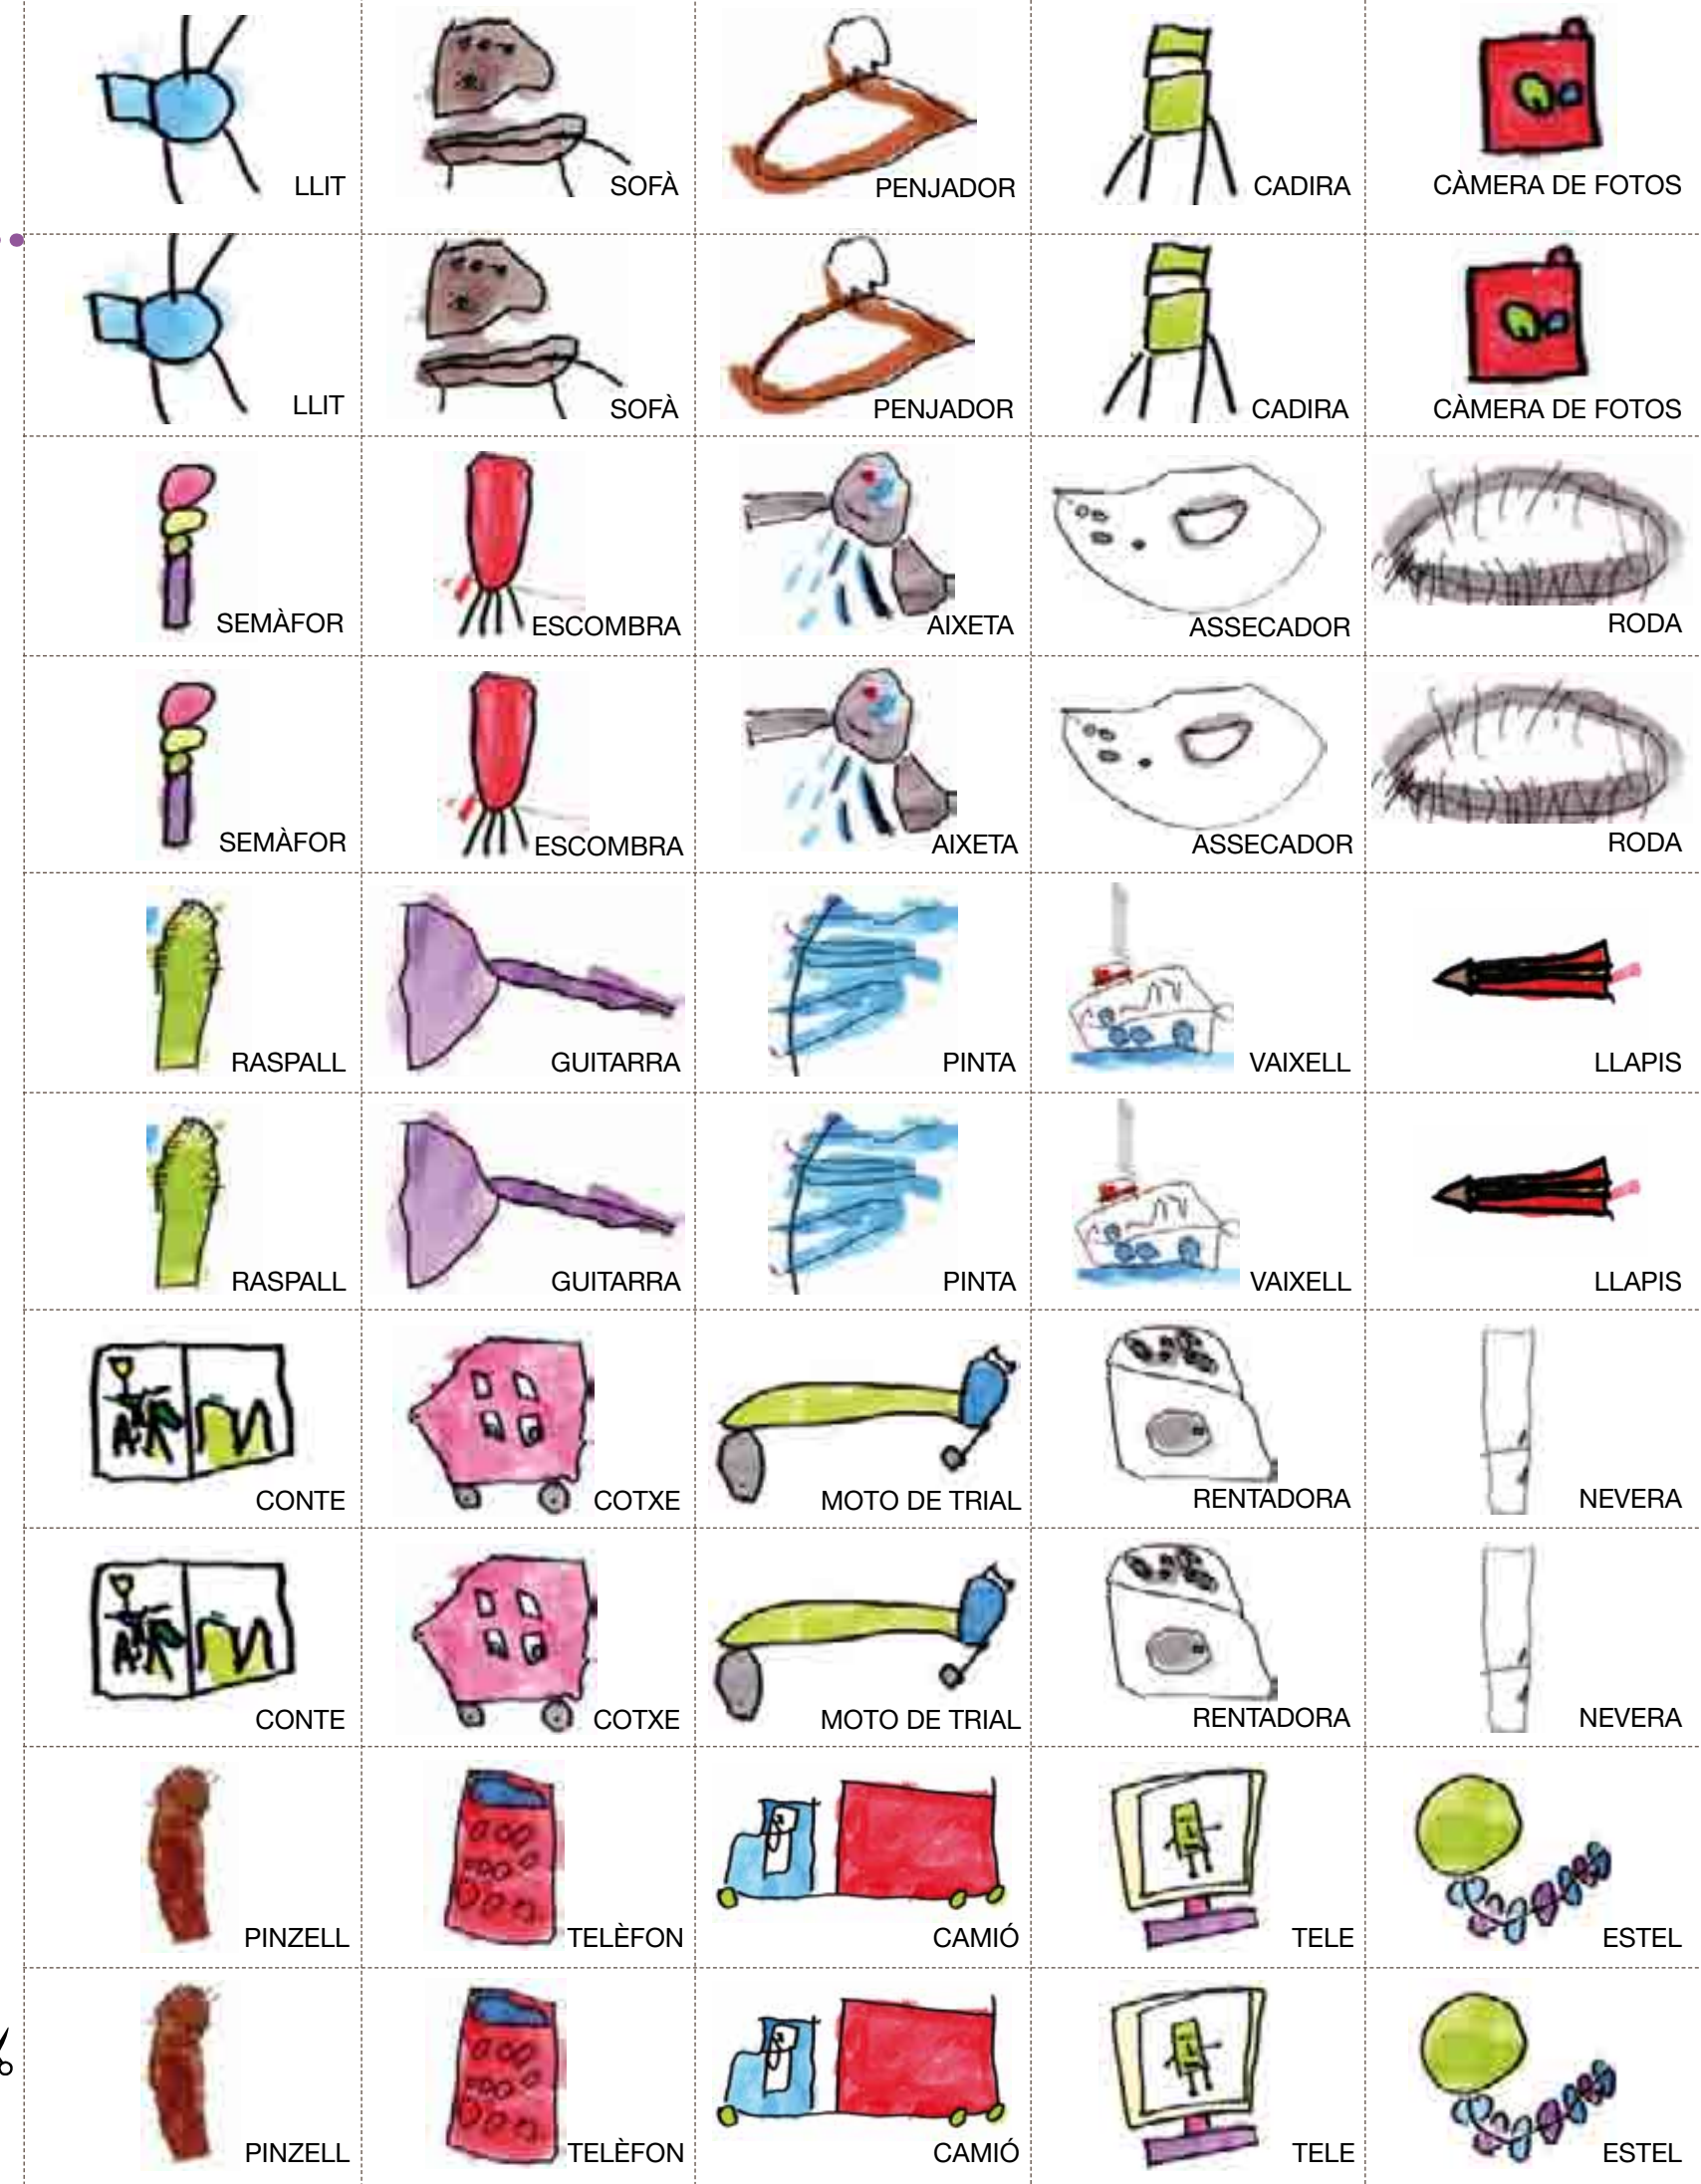 LLIT
SOFÀ
PENJADOR
CADIRA
CÀMERA DE FOTOS
LLIT
SOFÀ
PENJADOR
CADIRA
CÀMERA DE FOTOS
SEMÀFOR
ESCOMBRA
AIXETA
ASSECADOR
RODA
SEMÀFOR
ESCOMBRA
AIXETA
ASSECADOR
RODA
RASPALL
GUITARRA
PINTA
VAIXELL
LLAPIS
RASPALL
GUITARRA
PINTA
VAIXELL
LLAPIS
CONTE
COTXE
MOTO DE TRIAL
RENTADORA
NEVERA
CONTE
COTXE
MOTO DE TRIAL
RENTADORA
NEVERA
PINZELL
TELÈFON
CAMIÓ
TELE
ESTEL
PINZELL
TELÈFON
CAMIÓ
TELE
ESTEL